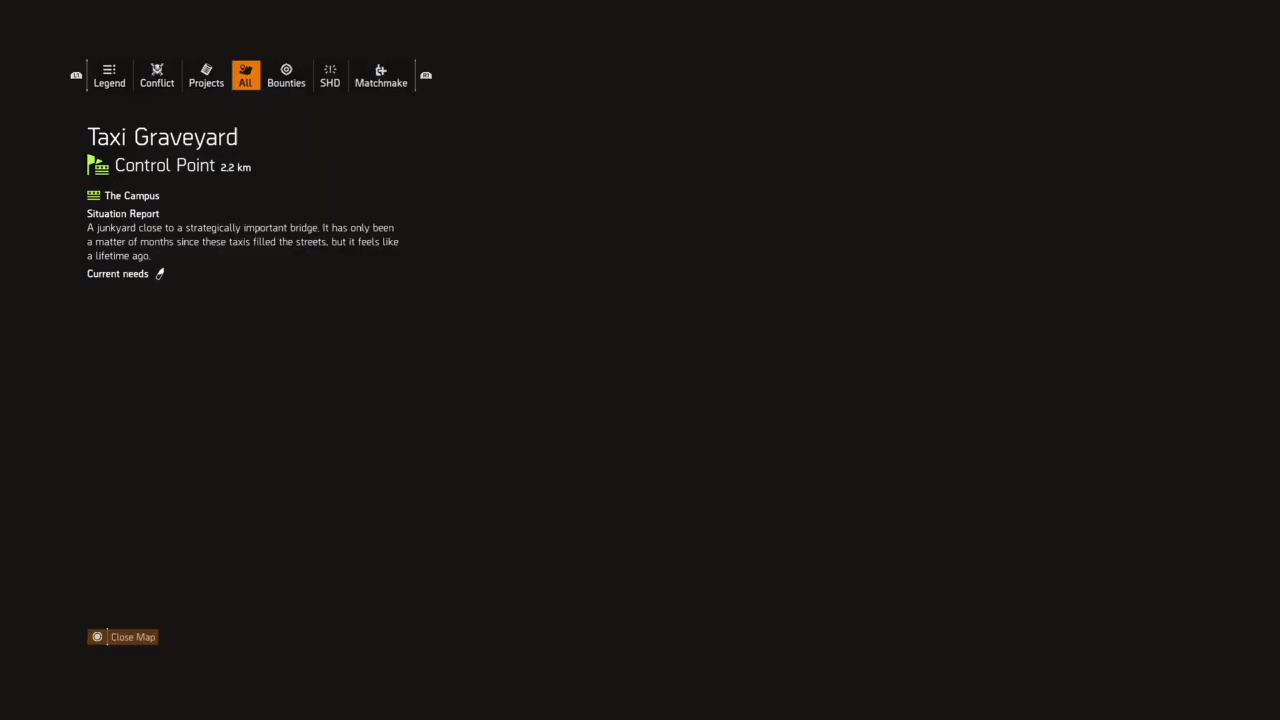 L1 Legend Conflict Projects All Bounties SHD Matchmake R1
Taxi Graveyard
Control Point 2.2 km
The Campus
Situation Report
A junkyard close to a strategically important bridge. It has only been
a matter of months since these taxis filled the streets, but it feels like
a lifetime ago.
Current needs
Close Map